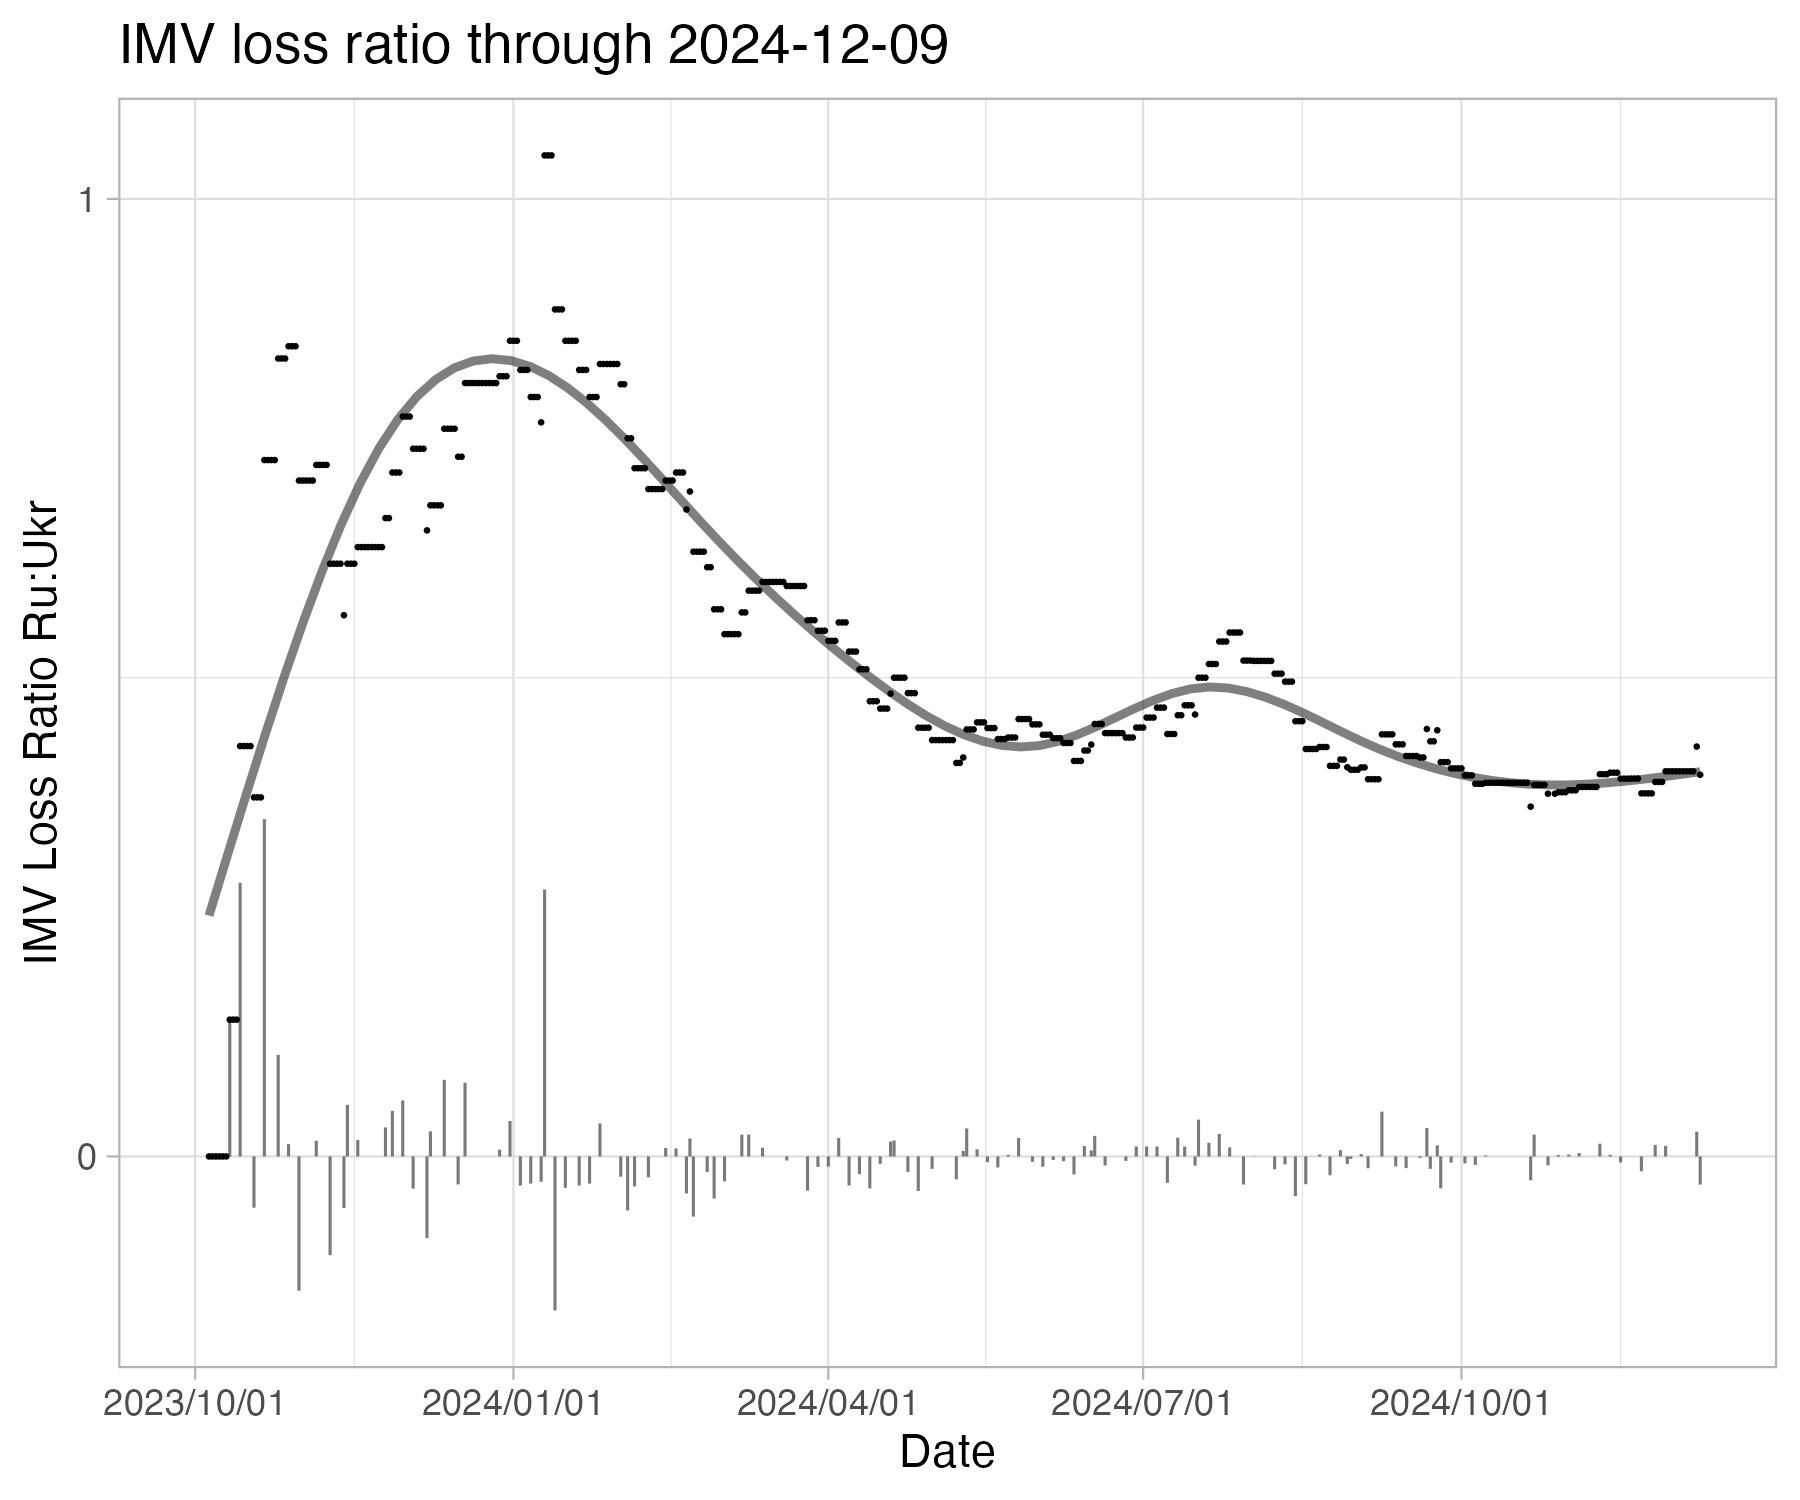 IMV loss ratio through 2024-12-09
IMV Loss Ratio Ru:Ukr
1
0
2023/10/01 2024/01/01 2024/04/01 2024/07/01 2024/10/01
Date